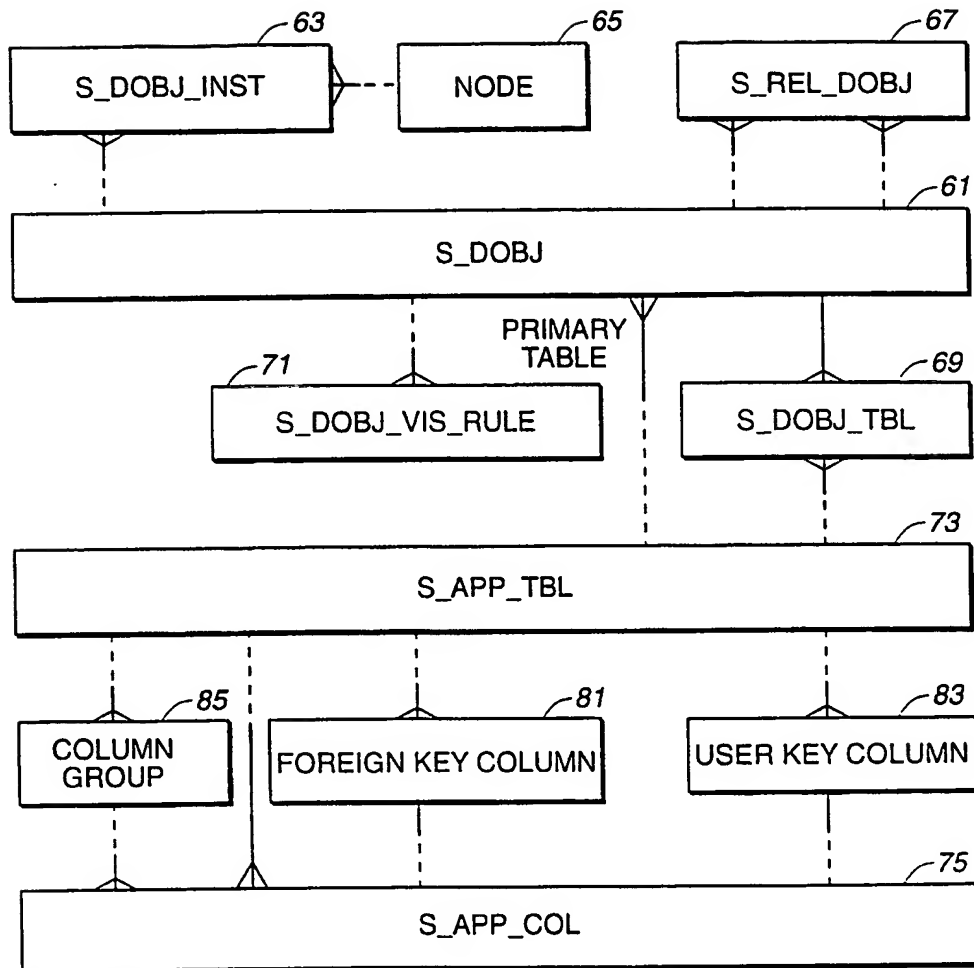 63
65
67
S_DOBJ_INST
NODE
S_REL_DOBJ
61
S_DOBJ
PRIMARY
TABLE
71
69
S_DOBJ_VIS_RULE
S_DOBJ_TBL
73
S_APP_TBL
85
81
83
COLUMN
GROUP
FOREIGN KEY COLUMN
USER KEY COLUMN
75
S_APP_COL